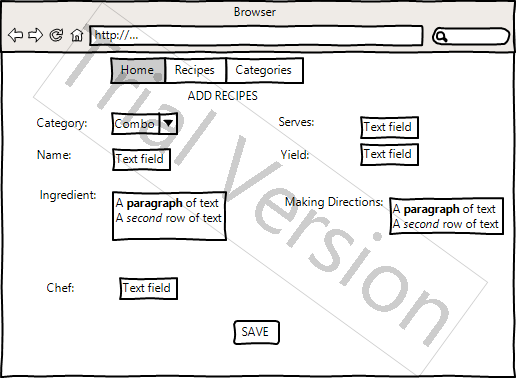 Browser
http://...
Home Recipes Categories
ADD RECIPES
Category: Combo Serves: Text field
Name: Text field Yield: Text field
Ingredient: A paragraph of text
A second row of text
Making Directions: A paragraph of text
A second row of text
Chef: Text field
SAVE
Trial Version